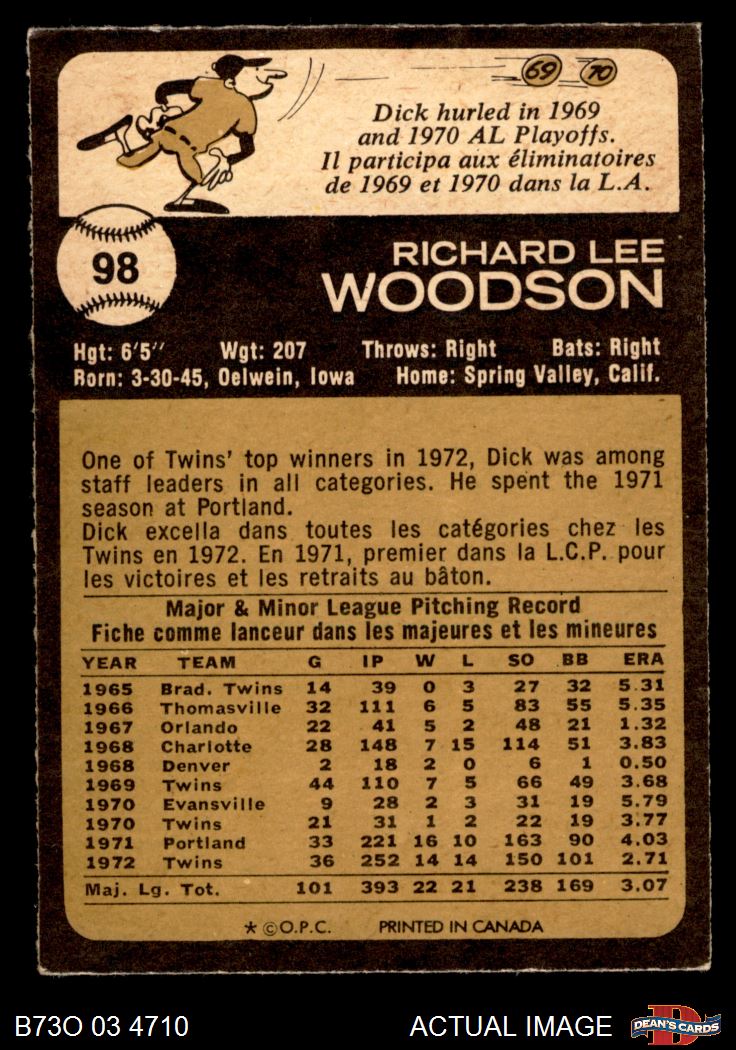 69 70
Dick hurled in 1969
and 1970 AL Playoffs.
Il participa aux éliminatoires
de 1969 et 1970 dans la L.A.
98
RICHARD LEE
WOODSON
Hgt: 6'5" Wgt: 207 Throws: Right Bats: Right
Born: 3-30-45, Oelwein, Iowa Home: Spring Valley, Calif.
One of Twins' top winners in 1972, Dick was among
staff leaders in all categories. He spent the 1971
season at Portland.
Dick excella dans toutes les catégories chez les
Twins en 1972. En 1971, premier dans la L.C.P. pour
les victoires et les retraits au bâton.
Major & Minor League Pitching Record
Fiche comme lanceur dans les majeures et les mineures
YEAR TEAM G IP W L SO BB ERA
1965 Brad. Twins 14 39 0 3 27 32 5.31
1966 Thomasville 32 111 6 5 83 55 5.35
1967 Orlando 22 41 5 2 48 21 1.32
1968 Charlotte 28 148 7 15 114 51 3.83
1968 Denver 2 18 2 0 6 1 0.50
1969 Twins 44 110 7 5 66 49 3.68
1970 Evansville 9 28 2 3 31 19 5.79
1970 Twins 21 31 1 2 22 19 3.77
1971 Portland 33 221 16 10 163 90 4.03
1972 Twins 36 252 14 14 150 101 2.71
Maj. Lg. Tot. 101 393 22 21 238 169 3.07
* © O.P.C. PRINTED IN CANADA
B73O 03 4710 ACTUAL IMAGE D DEAN'S CARDS